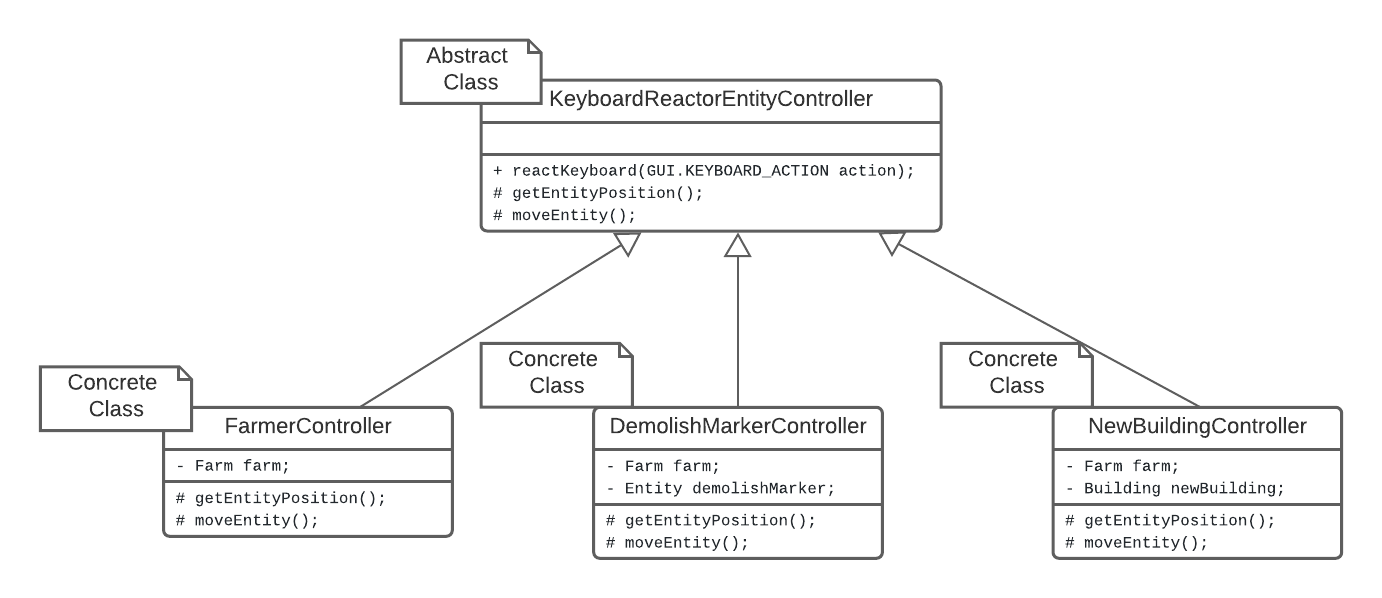 Abstract
Class
KeyboardReactorEntityController
+ reactKeyboard(GUI.KEYBOARD_ACTION action);
# getEntityPosition();
# moveEntity();
Concrete
Class
FarmerController
- Farm farm;
# getEntityPosition();
# moveEntity();
Concrete
Class
DemolishMarkerController
- Farm farm;
- Entity demolishMarker;
# getEntityPosition();
# moveEntity();
Concrete
Class
NewBuildingController
- Farm farm;
- Building newBuilding;
# getEntityPosition();
# moveEntity();